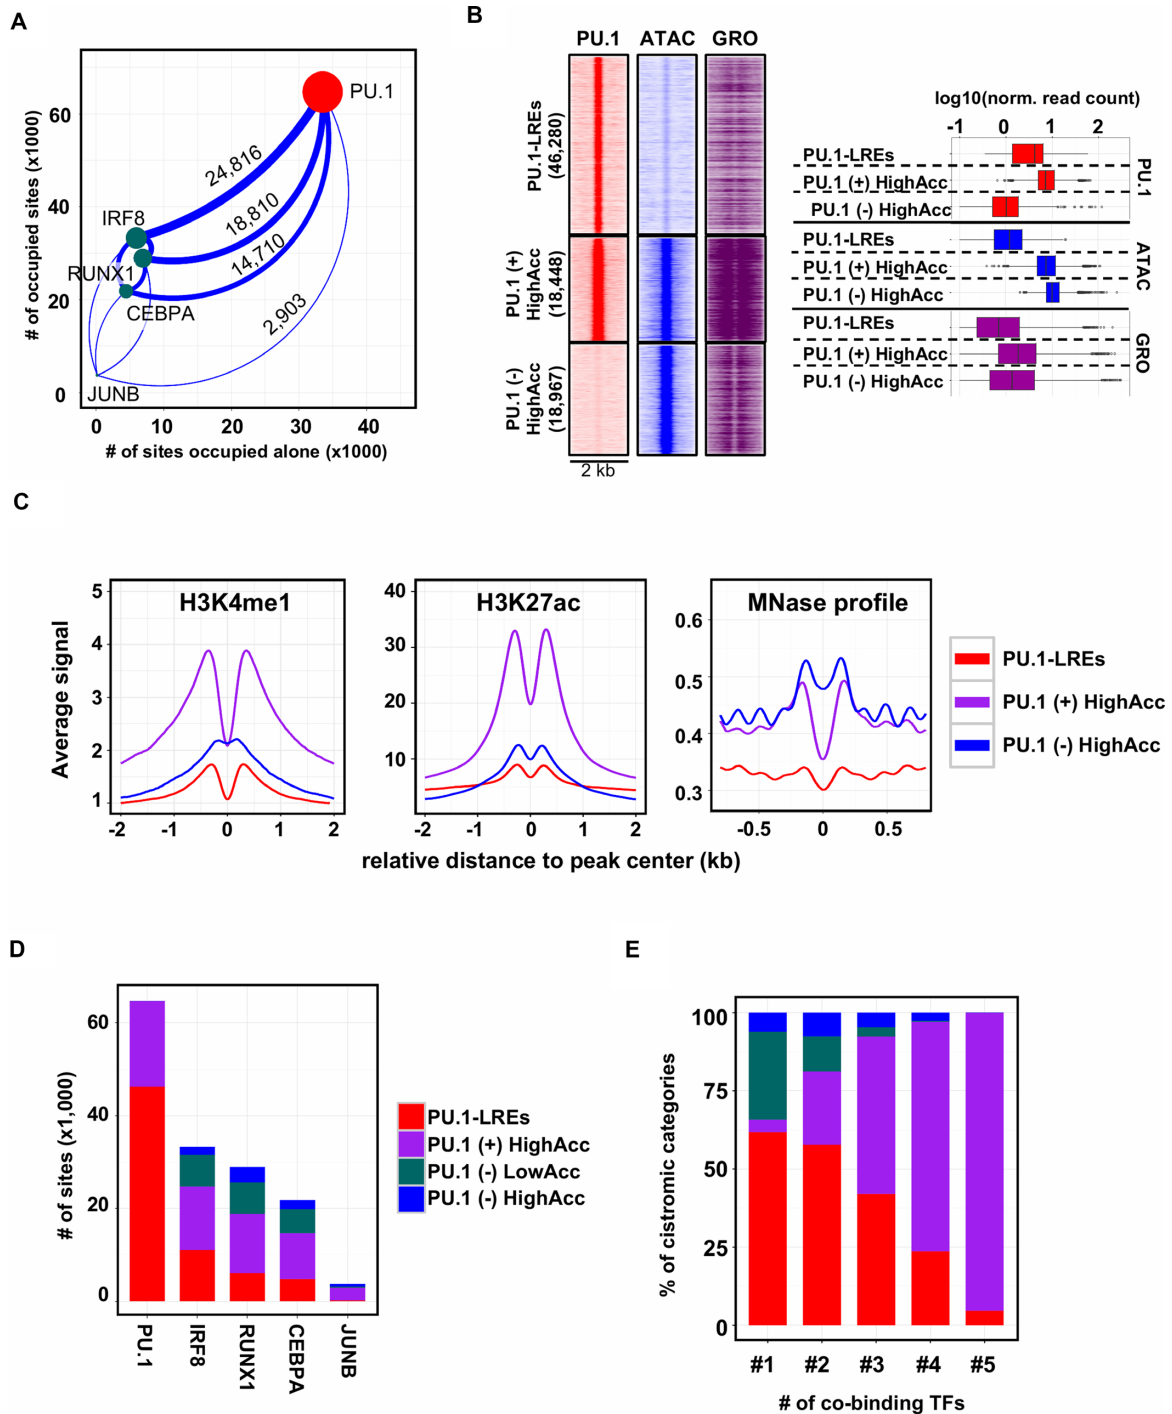 A
# of occupied sites (x1000)
60
40
20
0
0 10 20 30 40
# of sites occupied alone (x1000)
PU.1
24,816
18,810
14,710
2,903
IRF8
RUNX1
CEBPA
JUNB
B
PU.1 ATAC GRO
PU.1-LREs
(46,280)
PU.1 (+)
HighAcc
(18,448)
PU.1 (-)
HighAcc
(18,967)
2 kb
log10(norm. read count)
-1 0 1 2
PU.1-LREs
PU.1 (+) HighAcc
PU.1 (-) HighAcc
PU.1
PU.1-LREs
PU.1 (+) HighAcc
PU.1 (-) HighAcc
ATAC
PU.1-LREs
PU.1 (+) HighAcc
PU.1 (-) HighAcc
GRO
C
Average signal
H3K4me1
5
4
3
2
1
-2 -1 0 1 2
H3K27ac
40
30
20
10
-2 -1 0 1 2
MNase profile
0.6
0.5
0.4
0.3
-0.5 0 0.5
relative distance to peak center (kb)
PU.1-LREs
PU.1 (+) HighAcc
PU.1 (-) HighAcc
D
# of sites (x1,000)
60
40
20
0
PU.1
IRF8
RUNX1
CEBPA
JUNB
PU.1-LREs
PU.1 (+) HighAcc
PU.1 (-) LowAcc
PU.1 (-) HighAcc
E
% of cistromic categories
100
75
50
25
0
#1 #2 #3 #4 #5
# of co-binding TFs